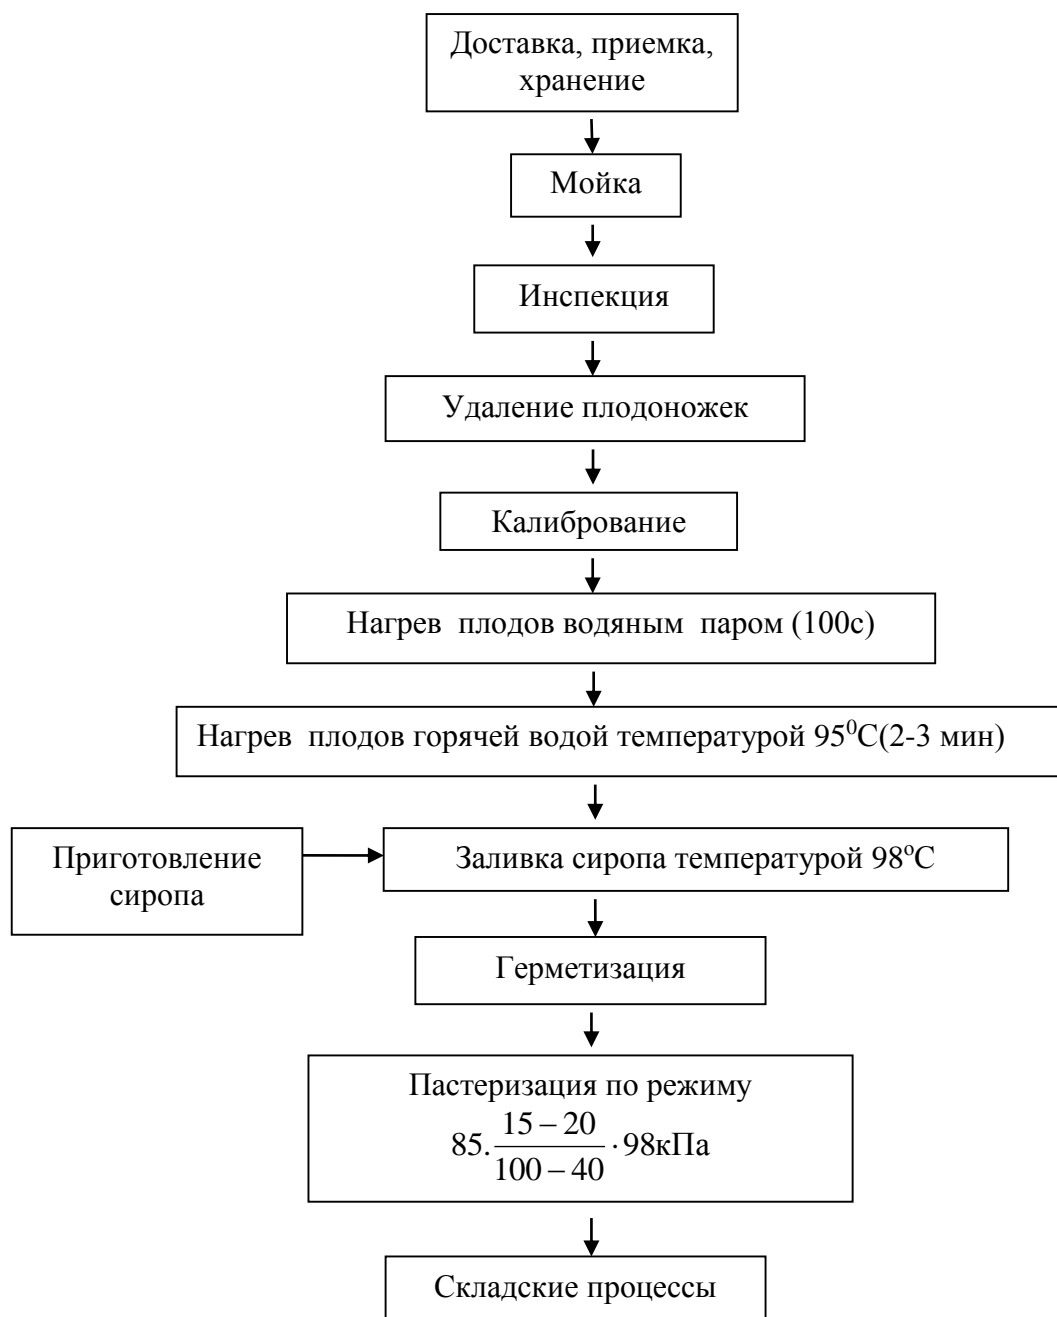 Доставка, приемка,
хранение
Мойка
Инспекция
Удаление плодоножек
Калибрование
Нагрев плодов водяным паром (100с)
Нагрев плодов горячей водой температурой 95⁰С(2-3 мин)
Приготовление
сиропа
Заливка сиропа температурой 98ᵒС
Герметизация
Пастеризация по режиму
15 – 20
85. · 98кПа
100 – 40
Складские процессы